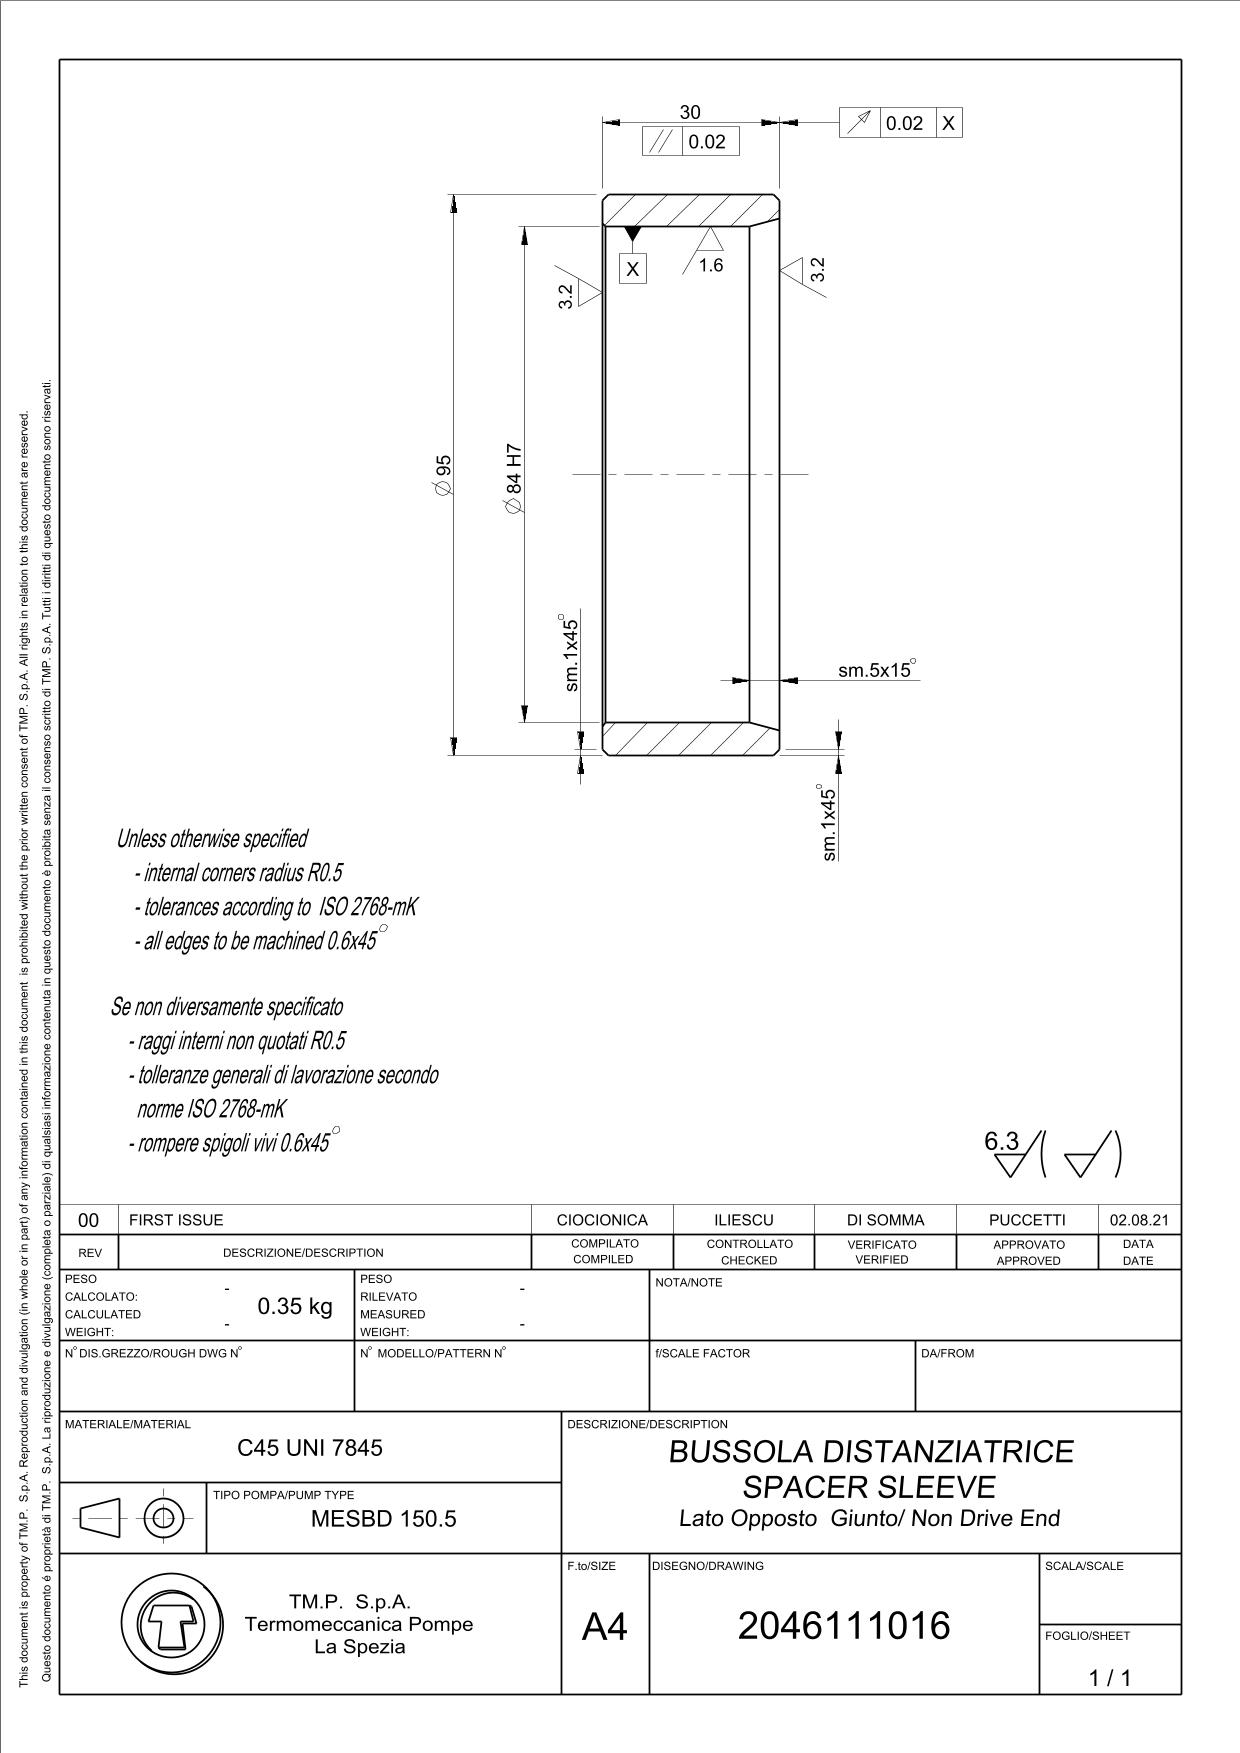 30
// 0.02
0.02 X
X
1.6
3.2
3.2
⌀ 95
⌀ 84 H7
sm.1x45°
sm.5x15°
sm.1x45°
Unless otherwise specified
- internal corners radius R0.5
- tolerances according to ISO 2768-mK
- all edges to be machined 0.6x45°
Se non diversamente specificato
- raggi interni non quotati R0.5
- tolleranze generali di lavorazione secondo
norme ISO 2768-mK
- rompere spigoli vivi 0.6x45°
6.3 ( )
This document is property of TM.P. S.p.A. Reproduction and divulgation (in whole or in part) of any information contained in this document is prohibited without the prior written consent of TMP. S.p.A. All rights in relation to this document are reserved.
Questo documento è proprietà di TM.P. S.p.A. La riproduzione e divulgazione (completa o parziale) di qualsiasi informazione contenuta in questo documento è proibita senza il consenso scritto di TMP. S.p.A. Tutti i diritti di questo documento sono riservati.
00 FIRST ISSUE CIOCIONICA ILIESCU DI SOMMA PUCCETTI 02.08.21
REV DESCRIZIONE/DESCRIPTION COMPILATO COMPILED CONTROLLATO CHECKED VERIFICATO VERIFIED APPROVATO APPROVED DATA DATE
PESO
CALCOLATO: -
CALCULATED 0.35 kg
WEIGHT: -
PESO
RILEVATO -
MEASURED
WEIGHT: -
NOTA/NOTE
N° DIS.GREZZO/ROUGH DWG N°
N° MODELLO/PATTERN N°
f/SCALE FACTOR
DA/FROM
MATERIALE/MATERIAL
C45 UNI 7845
DESCRIZIONE/DESCRIPTION
BUSSOLA DISTANZIATRICE
SPACER SLEEVE
Lato Opposto Giunto/ Non Drive End
TIPO POMPA/PUMP TYPE
MESBD 150.5
TM.P. S.p.A.
Termomeccanica Pompe
La Spezia
F.to/SIZE
A4
DISEGNO/DRAWING
2046111016
SCALA/SCALE
FOGLIO/SHEET
1 / 1